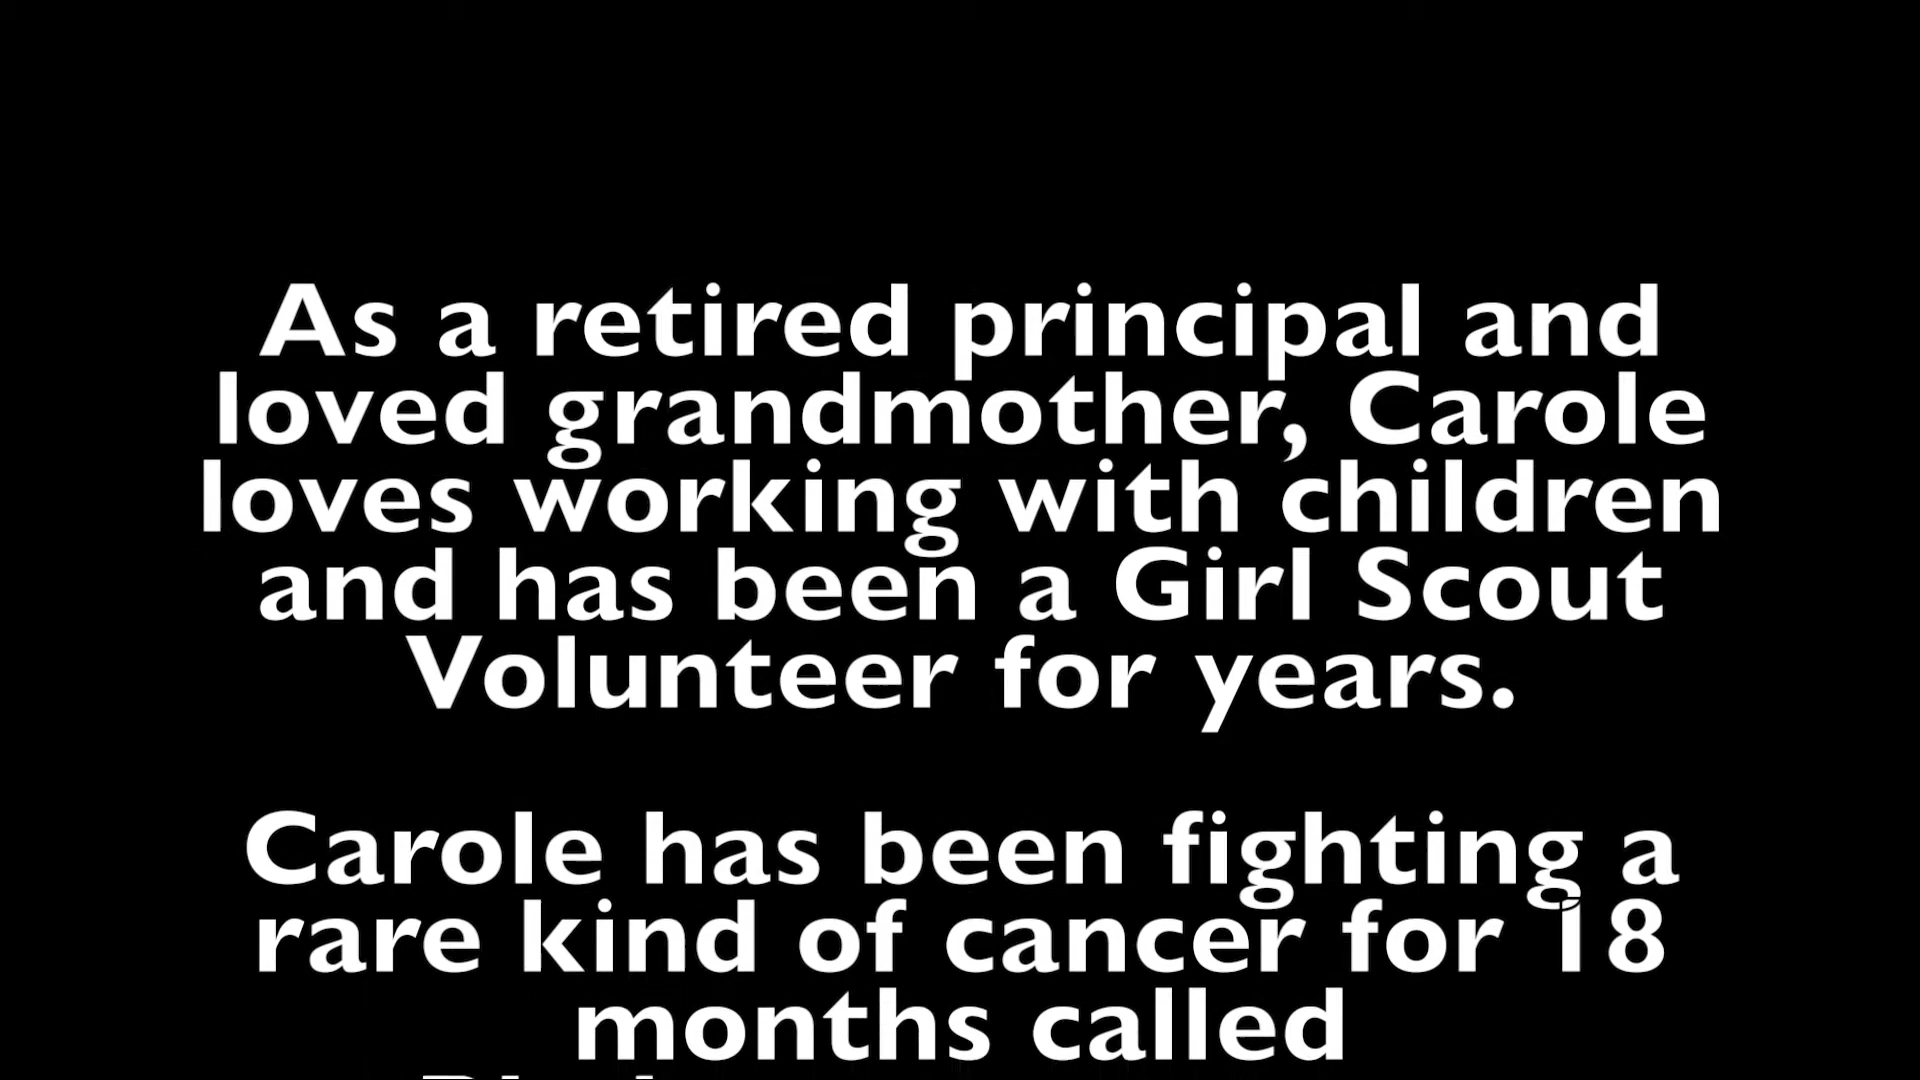 As a retired principal and
loved grandmother, Carole
loves working with children
and has been a Girl Scout
Volunteer for years.
Carole has been fighting a
rare kind of cancer for 18
months called